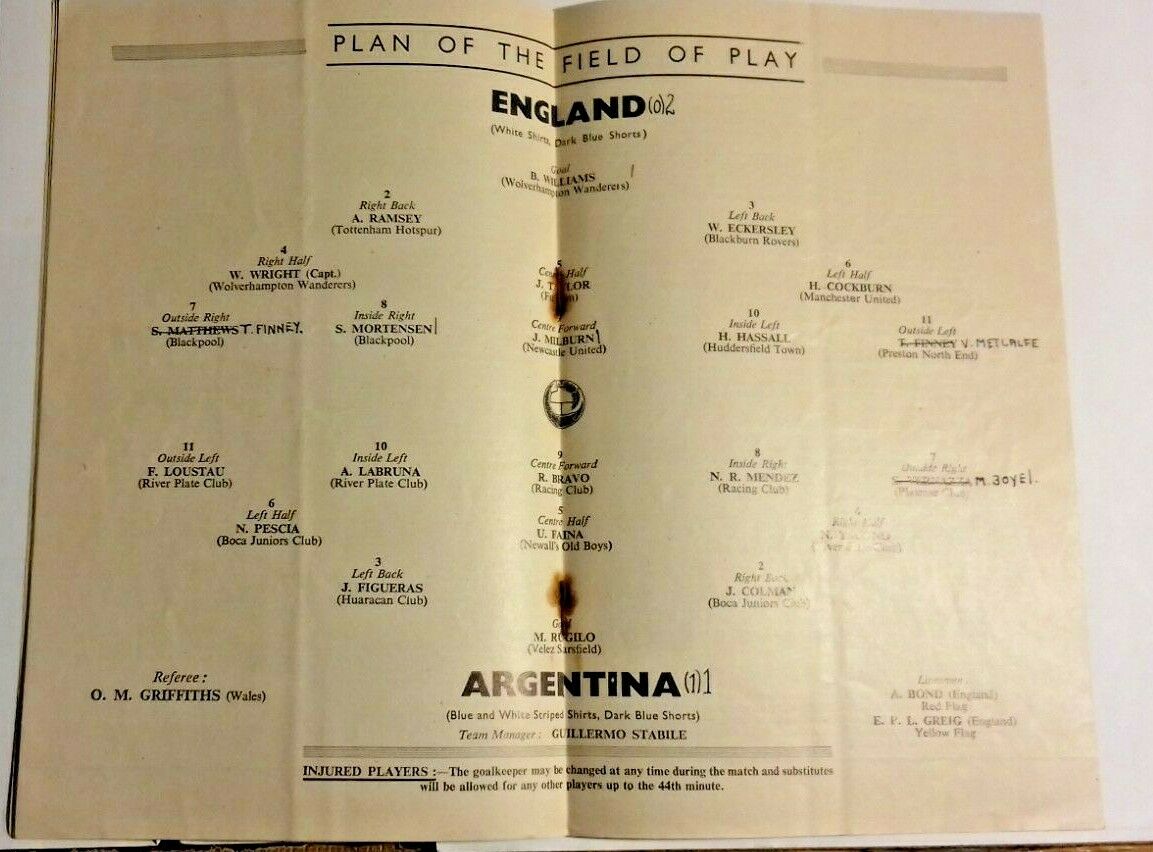 PLAN OF THE FIELD OF PLAY
ENGLAND (0)2
(White Shirts, Dark Blue Shorts)
Goal
B. WILLIAMS
(Wolverhampton Wanderers)
2
Right Back
A. RAMSEY
(Tottenham Hotspur)
3
Left Back
W. ECKERSLEY
(Blackburn Rovers)
4
Right Half
W. WRIGHT (Capt.)
(Wolverhampton Wanderers)
5
Centre Half
J. TAYLOR
(Fulham)
6
Left Half
H. COCKBURN
(Manchester United)
7
Outside Right
S. MATTHEWS T. FINNEY.
(Blackpool)
8
Inside Right
S. MORTENSEN |
(Blackpool)
Centre Forward
J. MILBURN 1
(Newcastle United)
10
Inside Left
H. HASSALL
(Huddersfield Town)
11
Outside Left
T. FINNEY V. METCALFE
(Preston North End)
11
Outside Left
F. LOUSTAU
(River Plate Club)
10
Inside Left
A. LABRUNA
(River Plate Club)
9
Centre Forward
R. BRAVO
(Racing Club)
8
Inside Right
N. R. MENDEZ
(Racing Club)
7
Outside Right
M. BOYE.
6
Left Half
N. PESCIA
(Boca Juniors Club)
5
Centre Half
U. FAINA
(Newall's Old Boys)
Right Half
3
Left Back
J. FIGUERAS
(Huaracan Club)
2
Right Back
J. COLMAN
(Boca Juniors Club)
Goal
M. RUGILO
(Velez Sarsfield)
ARGENTINA (1)1
(Blue and White Striped Shirts, Dark Blue Shorts)
Team Manager: GUILLERMO STABILE
Referee:
O. M. GRIFFITHS (Wales)
Linesmen:
A. BOND (England)
Red Flag
E. P. L. GREIG (England)
Yellow Flag
INJURED PLAYERS :—The goalkeeper may be changed at any time during the match and substitutes
will be allowed for any other players up to the 44th minute.